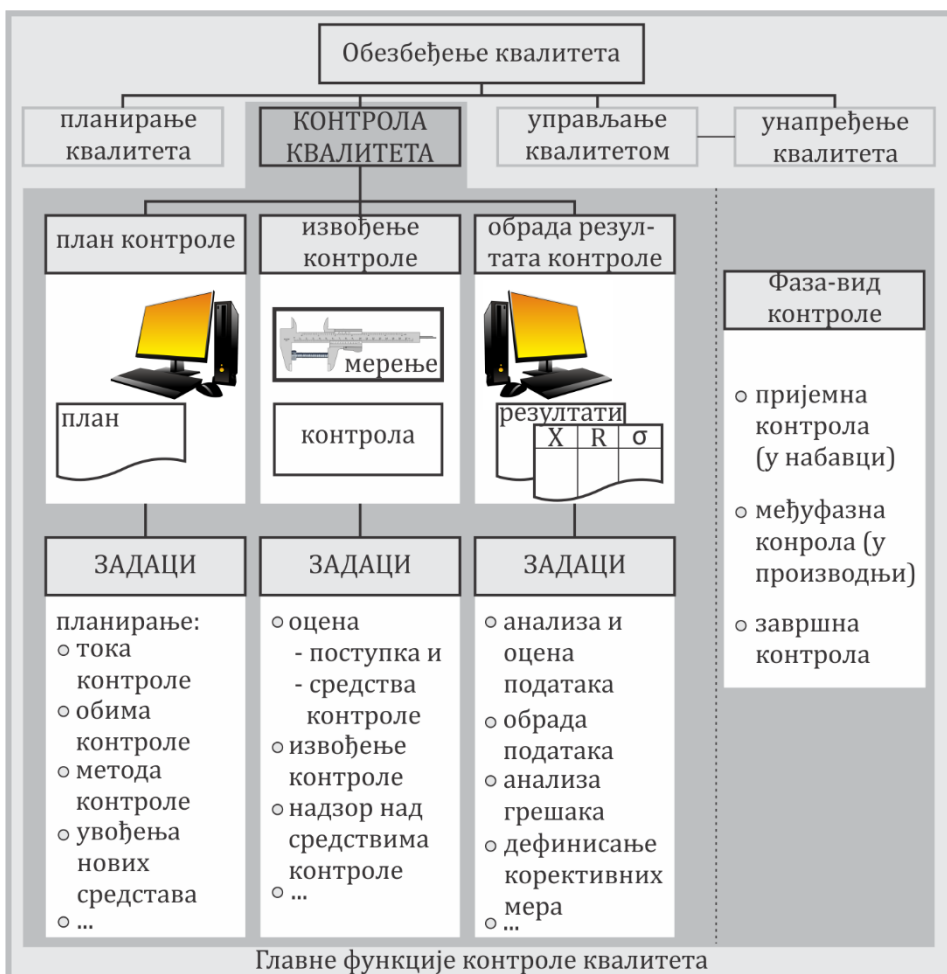 Обезбеђење квалитета
планирање
квалитета
КОНТРОЛА
КВАЛИТЕТА
управљање
квалитетом
унапређење
квалитета
план контроле
извођење
контроле
обрада резул-
тата контроле
план
мерење
контрола
резултати
X R σ
ЗАДАЦИ
планирање:
тока
контроле
обима
контроле
метода
контроле
увођења
нових
средстава
...
ЗАДАЦИ
оцена
- поступка и
- средства
контроле
извођење
контроле
надзор над
средствима
контроле
...
ЗАДАЦИ
анализа и
оцена
података
обрада
података
анализа
грешака
дефинисање
корективних
мера
...
Фаза-вид
контроле
пријемна
контрола
(у набавци)
међуфазна
конрола (у
производњи)
завршна
контрола
Главне функције контроле квалитета